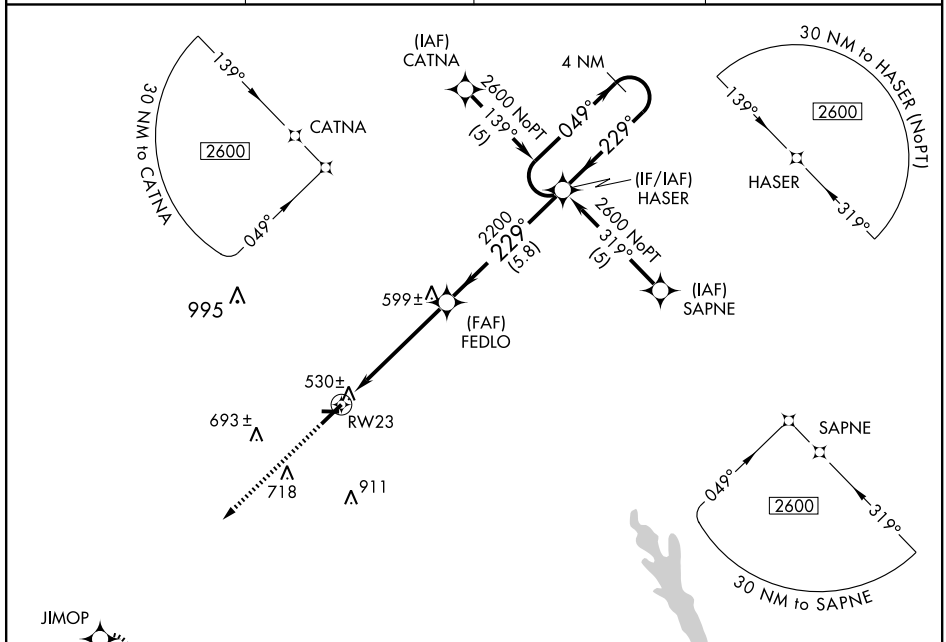 (IAF)
CATNA
4 NM
30 NM to HASER (NoPT)
139°
CATNA
2600
30 NM to CATNA
049°
2600 NoPT
139°
(5)
049°
229°
139°
2600
HASER
319°
(IF/IAF)
HASER
2600 NoPT
319°
(5)
2200
229°
(5.8)
(IAF)
SAPNE
995
599±
(FAF)
FEDLO
530±
RW23
693±
718
911
SAPNE
049°
2600
319°
30 NM to SAPNE
JIMOP